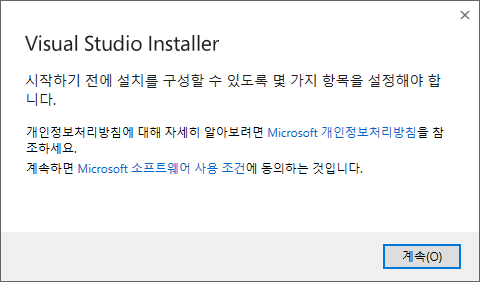 Visual Studio Installer
시작하기 전에 설치를 구성할 수 있도록 몇 가지 항목을 설정해야 합
니다.
개인정보처리방침에 대해 자세히 알아보려면 Microsoft 개인정보처리방침을 참
조하세요.
계속하면 Microsoft 소프트웨어 사용 조건에 동의하는 것입니다.
계속(O)